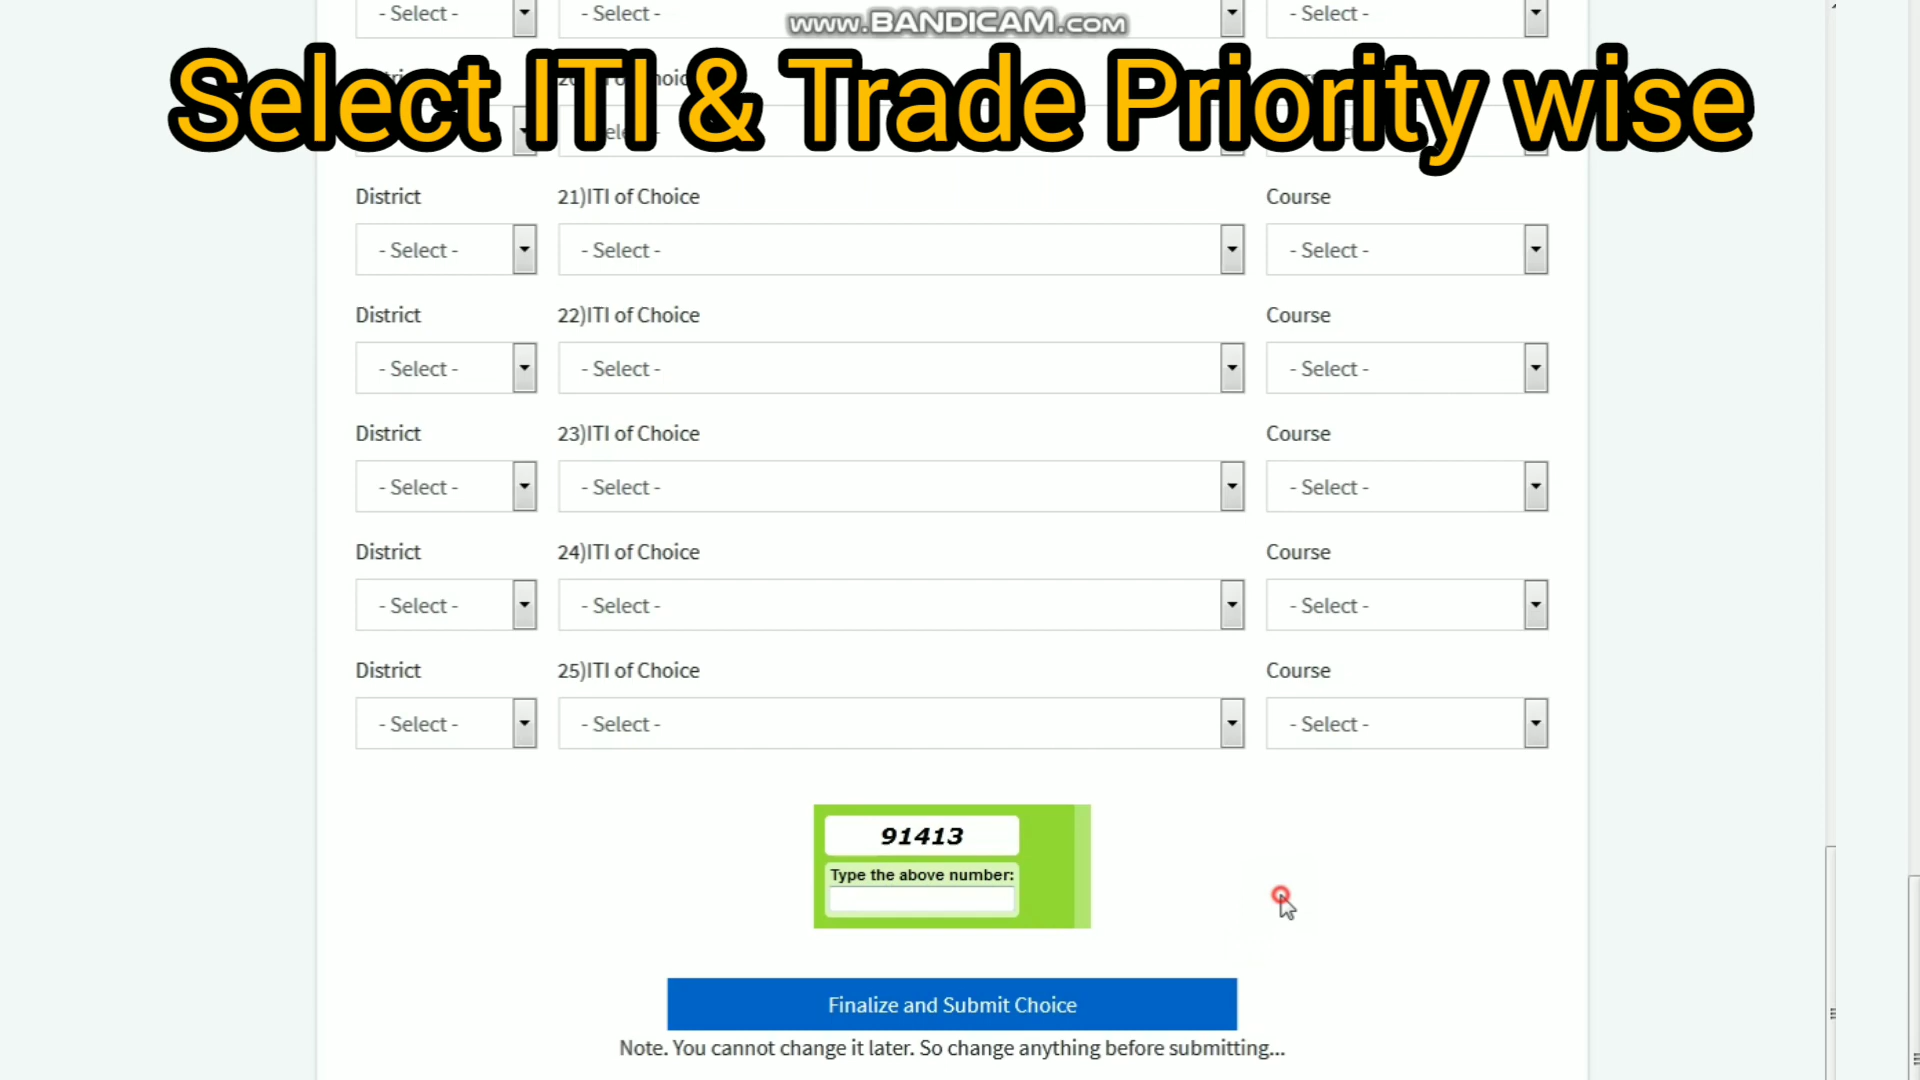 - Select - - Select - - Select -
www.BANDICAM.com
Select ITI & Trade Priority wise
District 21)ITI of Choice Course
- Select - - Select - - Select -
District 22)ITI of Choice Course
- Select - - Select - - Select -
District 23)ITI of Choice Course
- Select - - Select - - Select -
District 24)ITI of Choice Course
- Select - - Select - - Select -
District 25)ITI of Choice Course
- Select - - Select - - Select -
91413
Type the above number:
Finalize and Submit Choice
Note. You cannot change it later. So change anything before submitting...